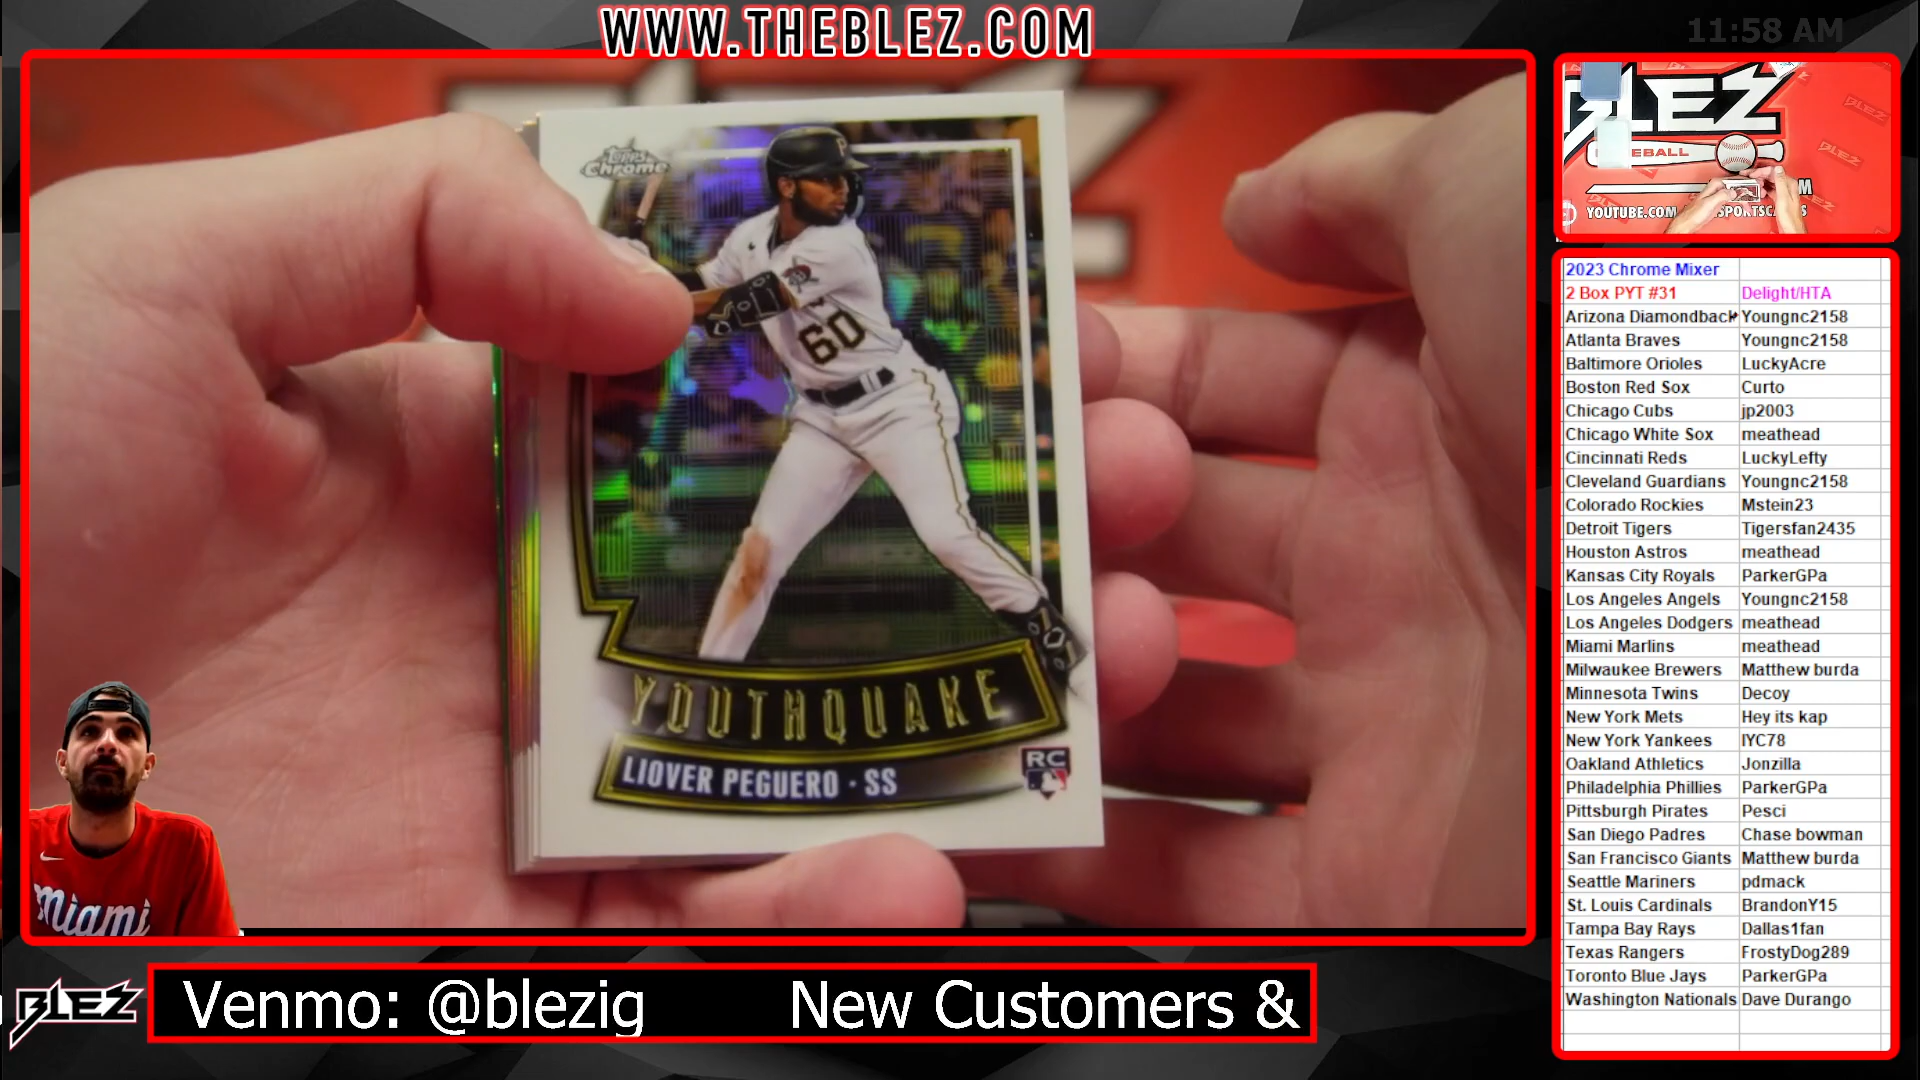 WWW.THEBLEZ.COM
11:58 AM
Topps
Chrome
P
60
YOUTHQUAKE
LIOVER PEGUERO · SS
RC
BLEZ
BLEZ
BLEZ
YOUTUBE.COM
2023 Chrome Mixer
2 Box PYT #31 Delight/HTA
Arizona Diamondback Youngnc2158
Atlanta Braves Youngnc2158
Baltimore Orioles LuckyAcre
Boston Red Sox Curto
Chicago Cubs jp2003
Chicago White Sox meathead
Cincinnati Reds LuckyLefty
Cleveland Guardians Youngnc2158
Colorado Rockies Mstein23
Detroit Tigers Tigersfan2435
Houston Astros meathead
Kansas City Royals ParkerGPa
Los Angeles Angels Youngnc2158
Los Angeles Dodgers meathead
Miami Marlins meathead
Milwaukee Brewers Matthew burda
Minnesota Twins Decoy
New York Mets Hey its kap
New York Yankees IYC78
Oakland Athletics Jonzilla
Philadelphia Phillies ParkerGPa
Pittsburgh Pirates Pesci
San Diego Padres Chase bowman
San Francisco Giants Matthew burda
Seattle Mariners pdmack
St. Louis Cardinals BrandonY15
Tampa Bay Rays Dallas1fan
Texas Rangers FrostyDog289
Toronto Blue Jays ParkerGPa
Washington Nationals Dave Durango
Miami
BLEZ
Venmo: @blezig New Customers &